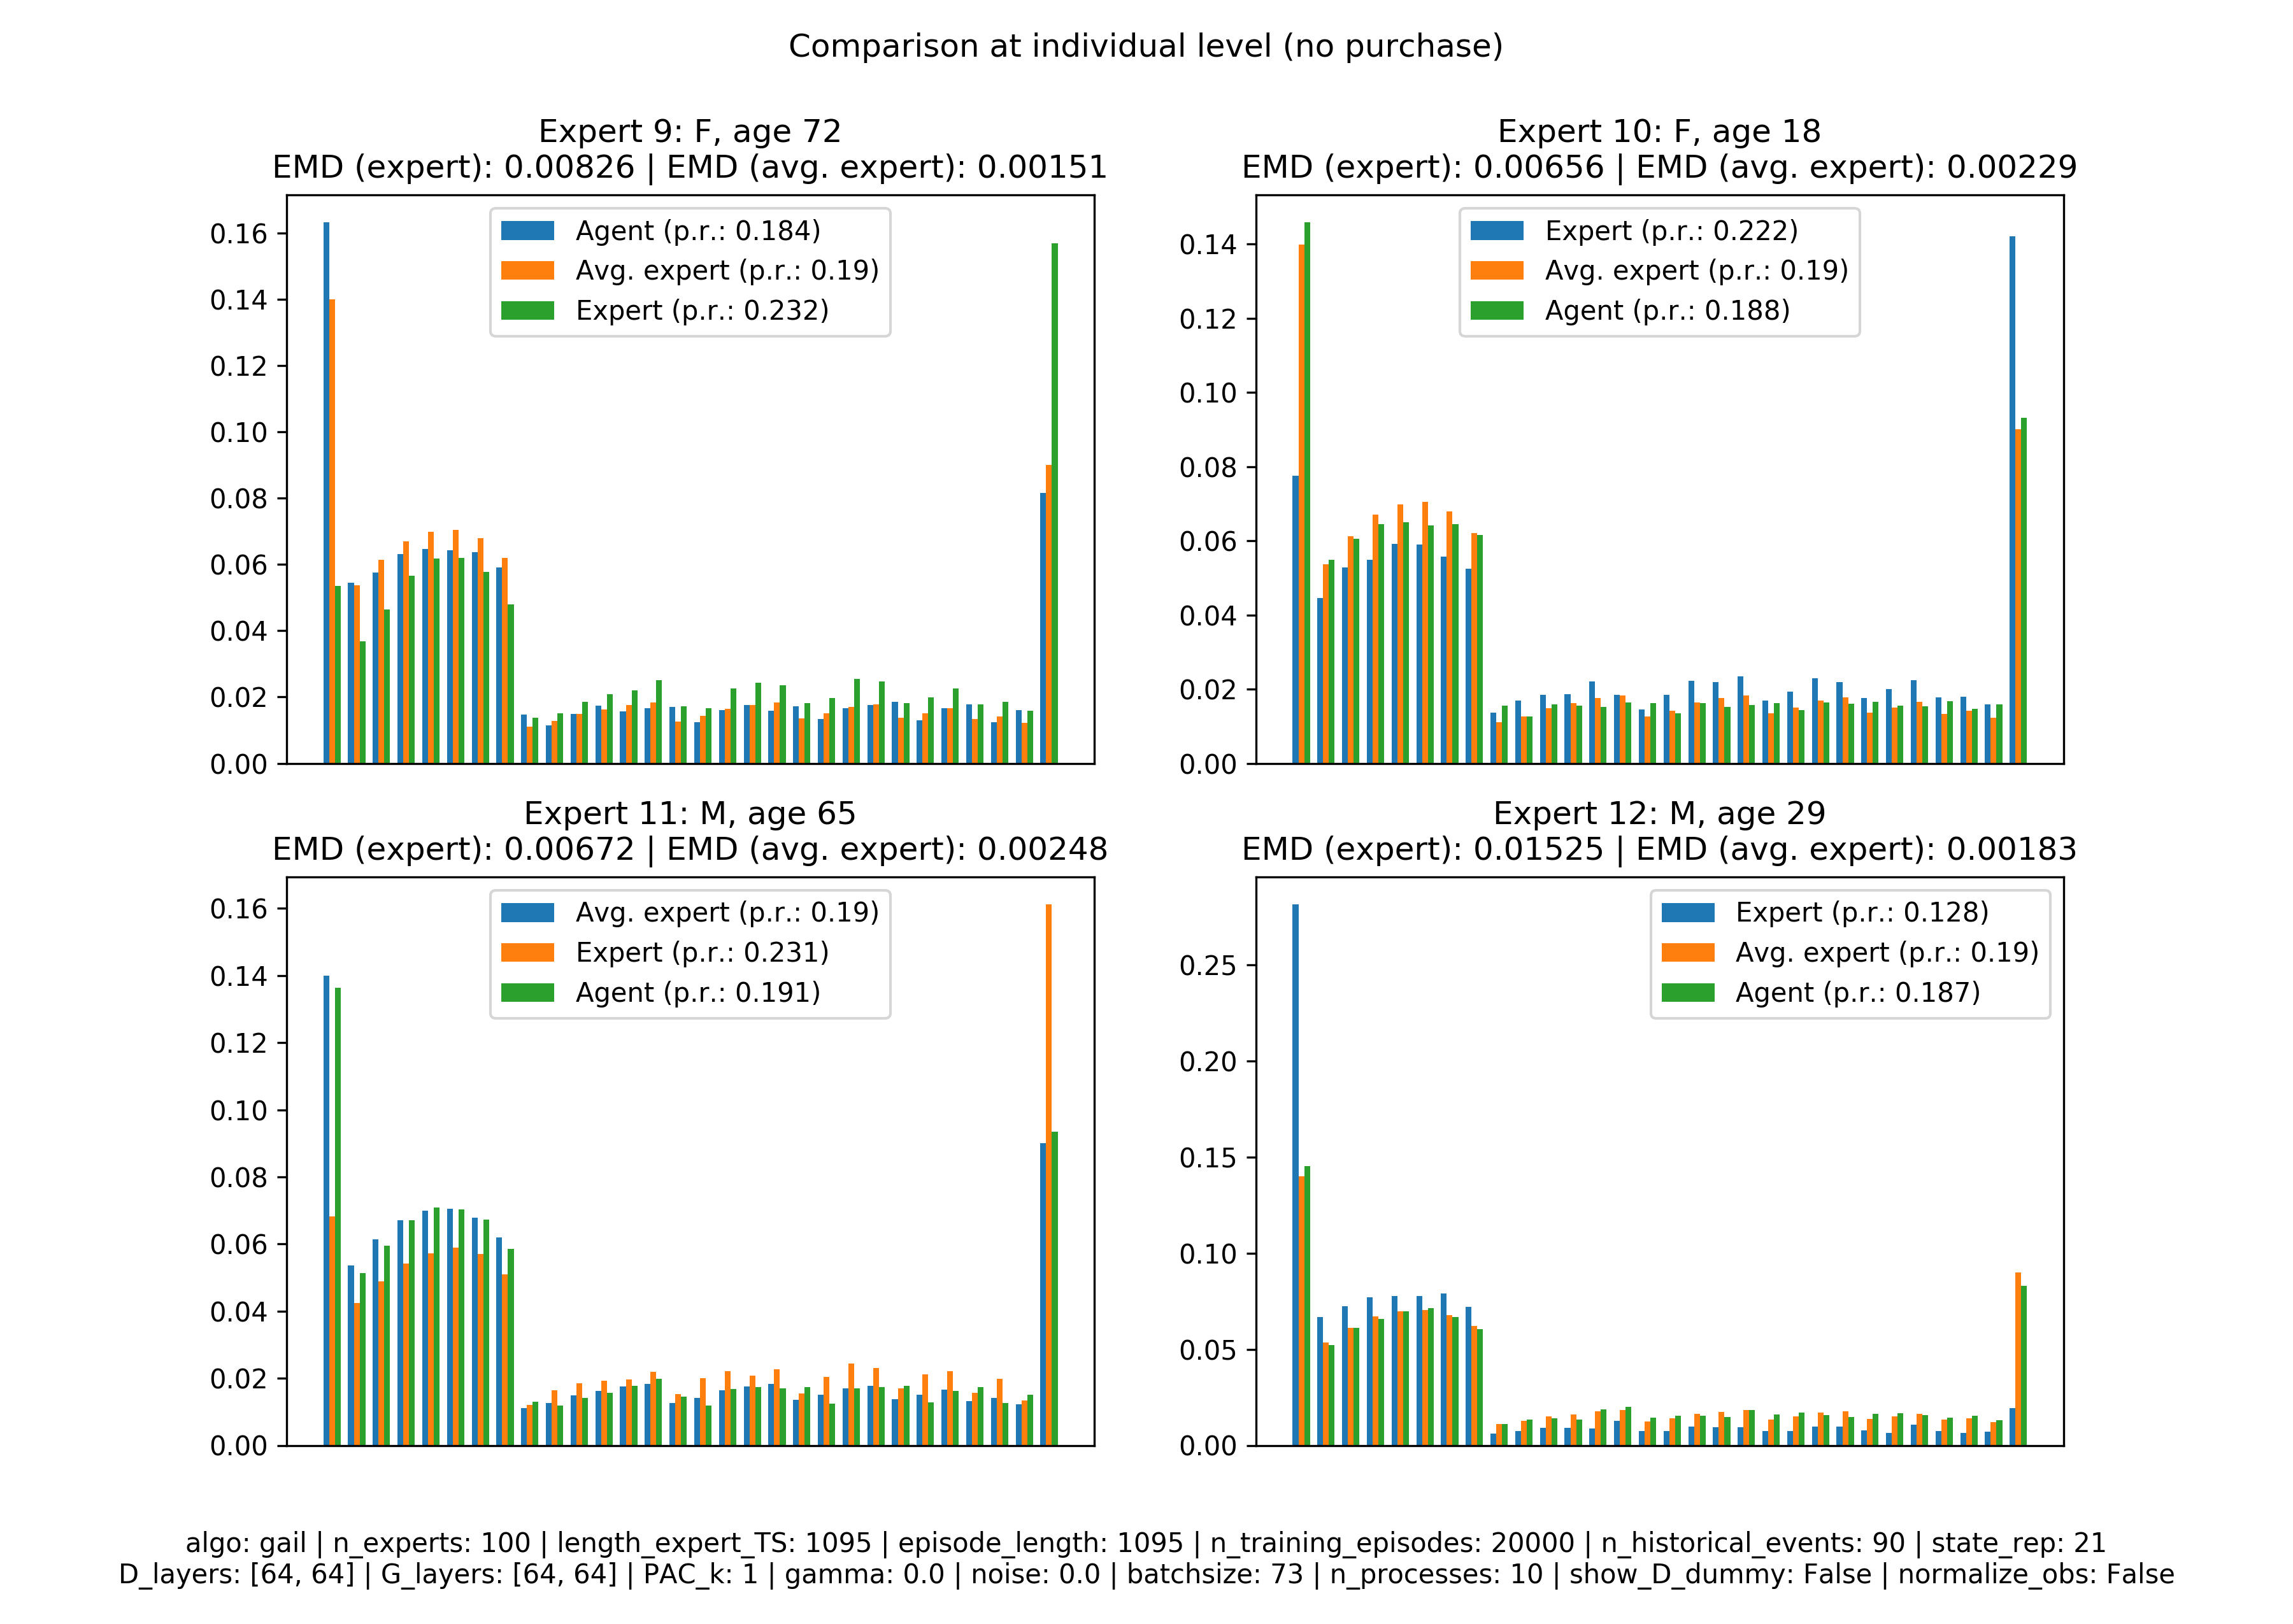 Comparison at individual level (no purchase)
Expert 9: F, age 72
EMD (expert): 0.00826 | EMD (avg. expert): 0.00151
Agent (p.r.: 0.184)
Avg. expert (p.r.: 0.19)
Expert (p.r.: 0.232)
0.16
0.14
0.12
0.10
0.08
0.06
0.04
0.02
0.00
Expert 10: F, age 18
EMD (expert): 0.00656 | EMD (avg. expert): 0.00229
Expert (p.r.: 0.222)
Avg. expert (p.r.: 0.19)
Agent (p.r.: 0.188)
0.14
0.12
0.10
0.08
0.06
0.04
0.02
0.00
Expert 11: M, age 65
EMD (expert): 0.00672 | EMD (avg. expert): 0.00248
Avg. expert (p.r.: 0.19)
Expert (p.r.: 0.231)
Agent (p.r.: 0.191)
0.16
0.14
0.12
0.10
0.08
0.06
0.04
0.02
0.00
Expert 12: M, age 29
EMD (expert): 0.01525 | EMD (avg. expert): 0.00183
Expert (p.r.: 0.128)
Avg. expert (p.r.: 0.19)
Agent (p.r.: 0.187)
0.25
0.20
0.15
0.10
0.05
0.00
algo: gail | n_experts: 100 | length_expert_TS: 1095 | episode_length: 1095 | n_training_episodes: 20000 | n_historical_events: 90 | state_rep: 21
D_layers: [64, 64] | G_layers: [64, 64] | PAC_k: 1 | gamma: 0.0 | noise: 0.0 | batchsize: 73 | n_processes: 10 | show_D_dummy: False | normalize_obs: False